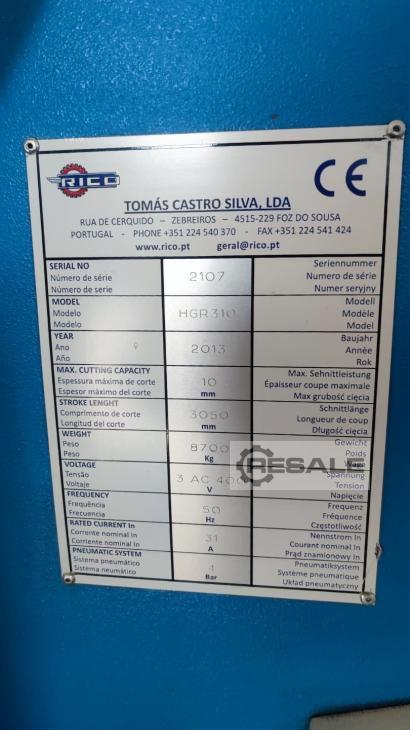 RICO
CE
TOMÁS CASTRO SILVA, LDA
RUA DE CERQUIDO – ZEBREIROS – 4515-229 FOZ DO SOUSA
PORTUGAL - PHONE +351 224 540 370 - FAX +351 224 541 424
www.rico.pt geral@rico.pt
SERIAL NO
Número de série
Número de serie
2107
Seriennummer
Numero de série
Numer seryjny
MODEL
Modelo
Modelo
HGR310
Modell
Modèle
Model
YEAR
Ano
Año
2013
Baujahr
Annèe
Rok
MAX. CUTTING CAPACITY
Espessura máxima de corte
Espesor máximo del corte
10
mm
Max. Sehnittleistung
Épaisseur coupe maximale
Max grubość cięcia
STROKE LENGHT
Comprimento de corte
Longitud del corte
3050
mm
Schnittlänge
Longueur de coup
Długość cięcia
WEIGHT
Peso
Peso
8700
Kg
Gewicht
Poids
Waga
RESALE
VOLTAGE
Tensão
Voltaje
3 AC 400
V
Spannung
Tension
Napięcie
FREQUENCY
Frequência
Frecuencia
50
Hz
Frequenz
Fréquence
Częstotliwość
RATED CURRENT In
Corrente nominal In
Corriente nominal In
31
A
Nennstrom In
Courant nominal In
Prąd znamionowy In
PNEUMATIC SYSTEM
Sistema pneumático
Sistema neumático
4
Bar
Pneumatiksystem
Système pneumatique
Układ pneumatyczny